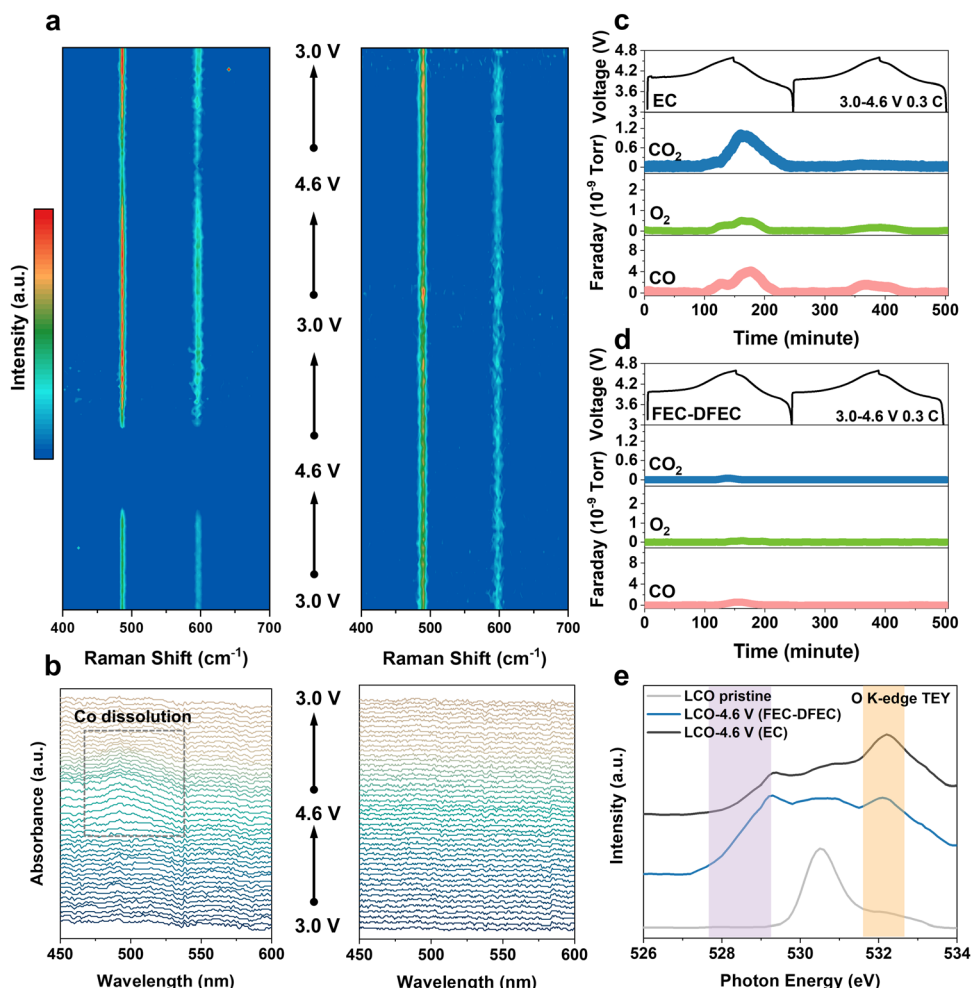 a
Intensity (a.u.)
3.0 V
4.6 V
3.0 V
4.6 V
3.0 V
400 500 600 700
400 500 600 700
Raman Shift (cm-1)
Raman Shift (cm-1)
b
Absorbance (a.u.)
Co dissolution
3.0 V
4.6 V
3.0 V
450 500 550 600
450 500 550 600
Wavelength (nm)
Wavelength (nm)
c
Faraday (10-9 Torr) Voltage (V)
4.8
4.2
3.6
3
EC
3.0-4.6 V 0.3 C
1.2
0.6
0
CO2
2
1
0
O2
8
4
0
CO
0 100 200 300 400 500
Time (minute)
d
Faraday (10-9 Torr) Voltage (V)
4.8
4.2
3.6
3
FEC-DFEC
3.0-4.6 V 0.3 C
1.2
0.6
0
CO2
2
1
0
O2
8
4
0
CO
0 100 200 300 400 500
Time (minute)
e
LCO pristine
LCO-4.6 V (FEC-DFEC)
LCO-4.6 V (EC)
O K-edge TEY
Intensity (a.u.)
526 528 530 532 534
Photon Energy (eV)